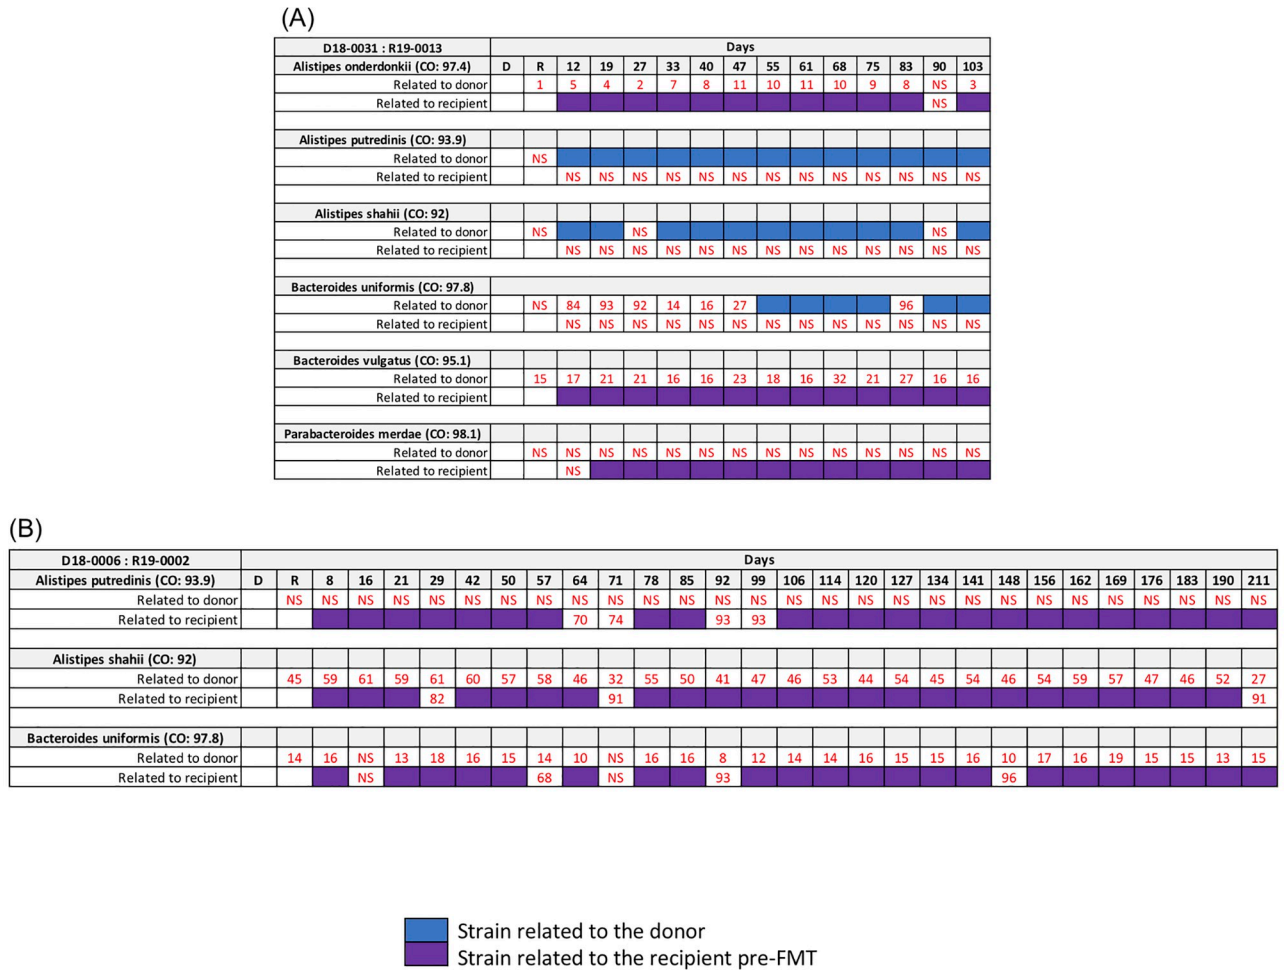 (A)
D18-0031 : R19-0013 Days
Alistipes onderdonkii (CO: 97.4) D R 12 19 27 33 40 47 55 61 68 75 83 90 103
Related to donor 1 5 4 2 7 8 11 10 11 10 9 8 NS 3
Related to recipient NS
Alistipes putredinis (CO: 93.9)
Related to donor NS
Related to recipient NS NS NS NS NS NS NS NS NS NS NS NS NS
Alistipes shahii (CO: 92)
Related to donor NS NS NS
Related to recipient NS NS NS NS NS NS NS NS NS NS NS NS NS
Bacteroides uniformis (CO: 97.8)
Related to donor NS 84 93 92 14 16 27 96
Related to recipient NS NS NS NS NS NS NS NS NS NS NS NS NS
Bacteroides vulgatus (CO: 95.1)
Related to donor 15 17 21 21 16 16 23 18 16 32 21 27 16 16
Related to recipient
Parabacteroides merdae (CO: 98.1)
Related to donor NS NS NS NS NS NS NS NS NS NS NS NS NS NS
Related to recipient NS
(B)
D18-0006 : R19-0002 Days
Alistipes putredinis (CO: 93.9) D R 8 16 21 29 42 50 57 64 71 78 85 92 99 106 114 120 127 134 141 148 156 162 169 176 183 190 211
Related to donor NS NS NS NS NS NS NS NS NS NS NS NS NS NS NS NS NS NS NS NS NS NS NS NS NS NS NS NS
Related to recipient 70 74 93 93
Alistipes shahii (CO: 92)
Related to donor 45 59 61 59 61 60 57 58 46 32 55 50 41 47 46 53 44 54 45 54 46 54 59 57 47 46 52 27
Related to recipient 82 91 91
Bacteroides uniformis (CO: 97.8)
Related to donor 14 16 NS 13 18 16 15 14 10 NS 16 16 8 12 14 14 16 15 15 16 10 17 16 19 15 15 13 15
Related to recipient NS 68 NS 93 96
Strain related to the donor
Strain related to the recipient pre-FMT